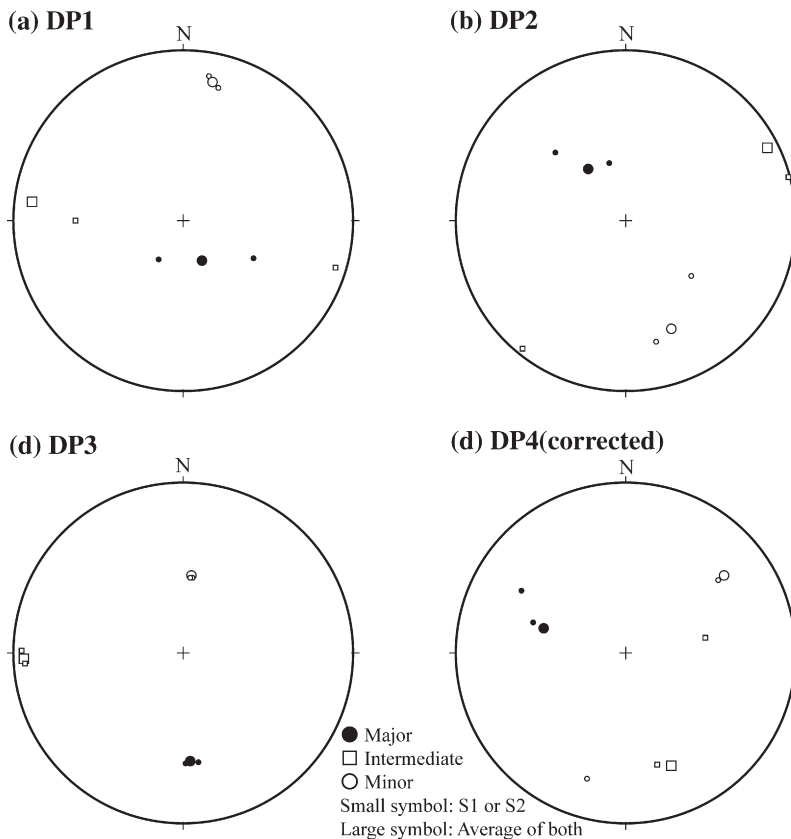 (a) DP1
N
(b) DP2
N
(d) DP3
N
(d) DP4(corrected)
N
Major
Intermediate
Minor
Small symbol: S1 or S2
Large symbol: Average of both